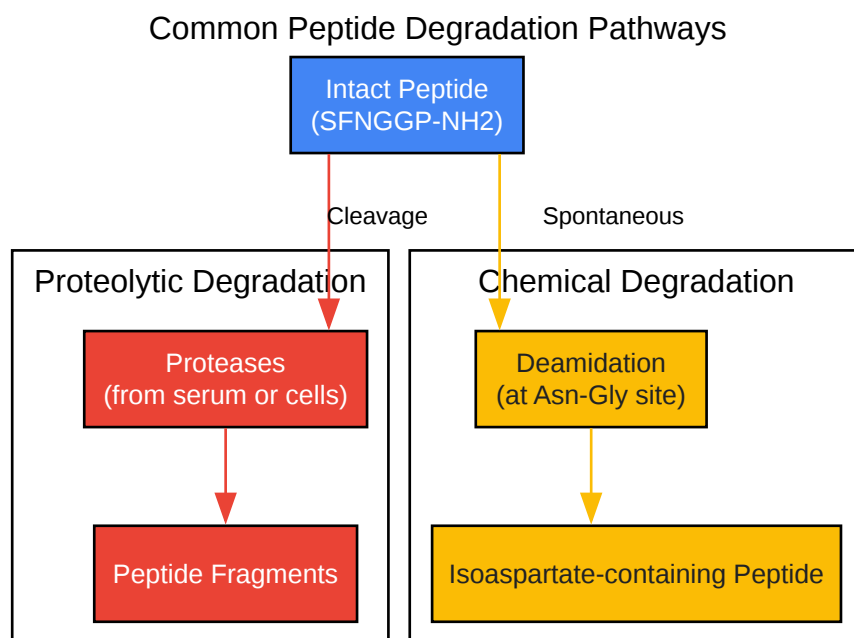 Common Peptide Degradation Pathways
Intact Peptide
(SFNGGP-NH2)
Cleavage
Spontaneous
Proteolytic Degradation
Chemical Degradation
Proteases
(from serum or cells)
Deamidation
(at Asn-Gly site)
Peptide Fragments
Isoaspartate-containing Peptide